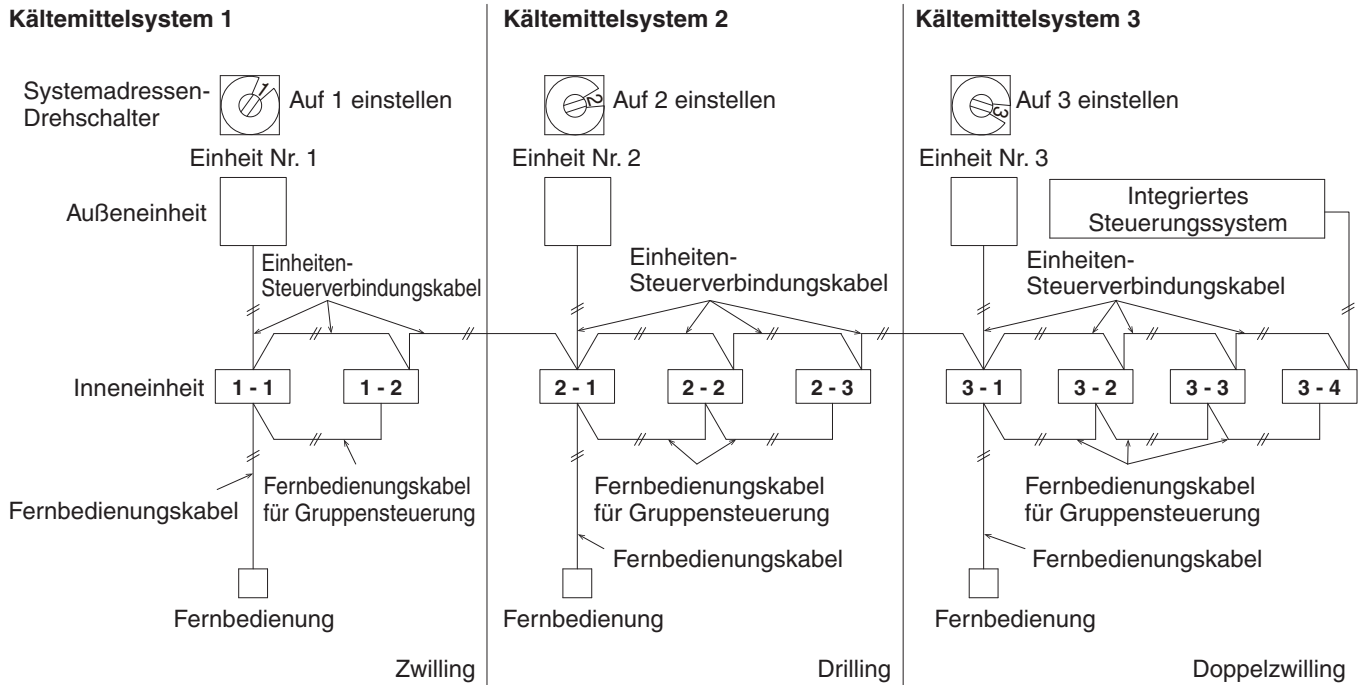 Kältemittelsystem 1
Kältemittelsystem 2
Kältemittelsystem 3
Systemadressen-
Drehschalter
1
Auf 1 einstellen
2
Auf 2 einstellen
3
Auf 3 einstellen
Einheit Nr. 1
Einheit Nr. 2
Einheit Nr. 3
Außeneinheit
Integriertes
Steuerungssystem
Einheiten-
Steuerverbindungskabel
Einheiten-
Steuerverbindungskabel
Einheiten-
Steuerverbindungskabel
Inneneinheit
1 - 1
1 - 2
2 - 1
2 - 2
2 - 3
3 - 1
3 - 2
3 - 3
3 - 4
Fernbedienungskabel
Fernbedienungskabel
für Gruppensteuerung
Fernbedienungskabel
für Gruppensteuerung
Fernbedienungskabel
für Gruppensteuerung
Fernbedienungskabel
Fernbedienungskabel
Fernbedienung
Fernbedienung
Fernbedienung
Zwilling
Drilling
Doppelzwilling